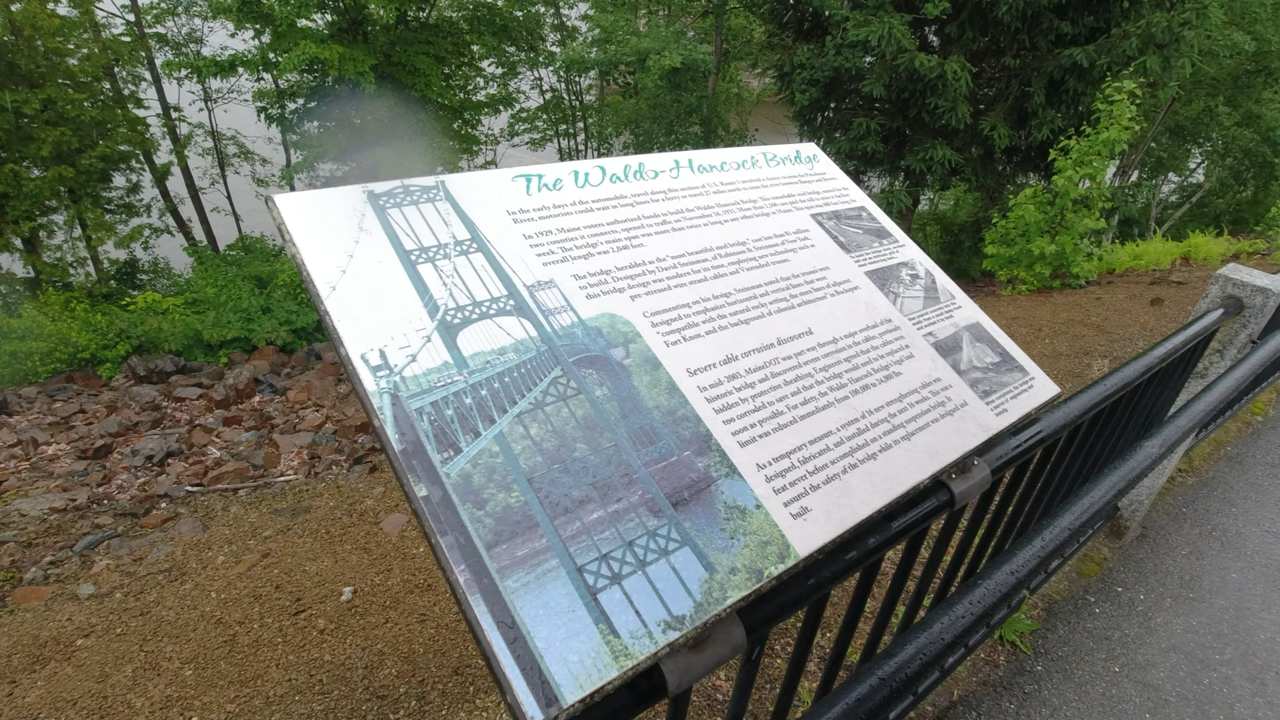 The Waldo-Hancock Bridge
In the early days of the automobile, travel along this section of U.S. Route 1 involved a choice: to cross the Penobscot
River, motorists could wait in long lines for a ferry or travel 27 miles north to cross the river between Bangor and Brewer.
In 1929, Maine voters authorized funds to build the Waldo-Hancock Bridge. This remarkable steel bridge, named for the
two counties it connects, opened to traffic on November 16, 1931. More than 3,500 cars paid the toll to cross it the first
week. The bridge's main span was more than twice as long as any other bridge in Maine.
overall length was 2,040 feet.
The bridge, heralded as the "most beautiful steel bridge," cost less than $1 million
to build. Designed by David Steinman, of Robinson & Steinman of New York,
this bridge design was modern for its time, employing new technology such as
pre-stressed wire strand cables and Vierendeel trusses.
Commenting on his bridge, Steinman noted that the trusses were
designed to emphasize horizontal and vertical lines that were
"compatible with the natural rocky setting, the stone lines of adjacent
Fort Knox, and the background of colonial architecture" in Bucksport.
Severe cable corrosion discovered
In mid-2003, MaineDOT was part way through a major overhaul of the
historic bridge and discovered severe corrosion in the cables, previously
hidden by protective sheathing. Engineers agreed that the cables were
too corroded to save and that the bridge would need to be replaced as
soon as possible. For safety, the Waldo-Hancock Bridge's legal load
limit was reduced immediately from 100,000 to 24,000 lbs.
As a temporary measure, a system of 16 new strengthening cables was
designed, fabricated, and installed during the next 16 weeks. This was a
feat never before accomplished on a standing suspension bridge. It
assured the safety of the bridge while its replacement was designed and
built.